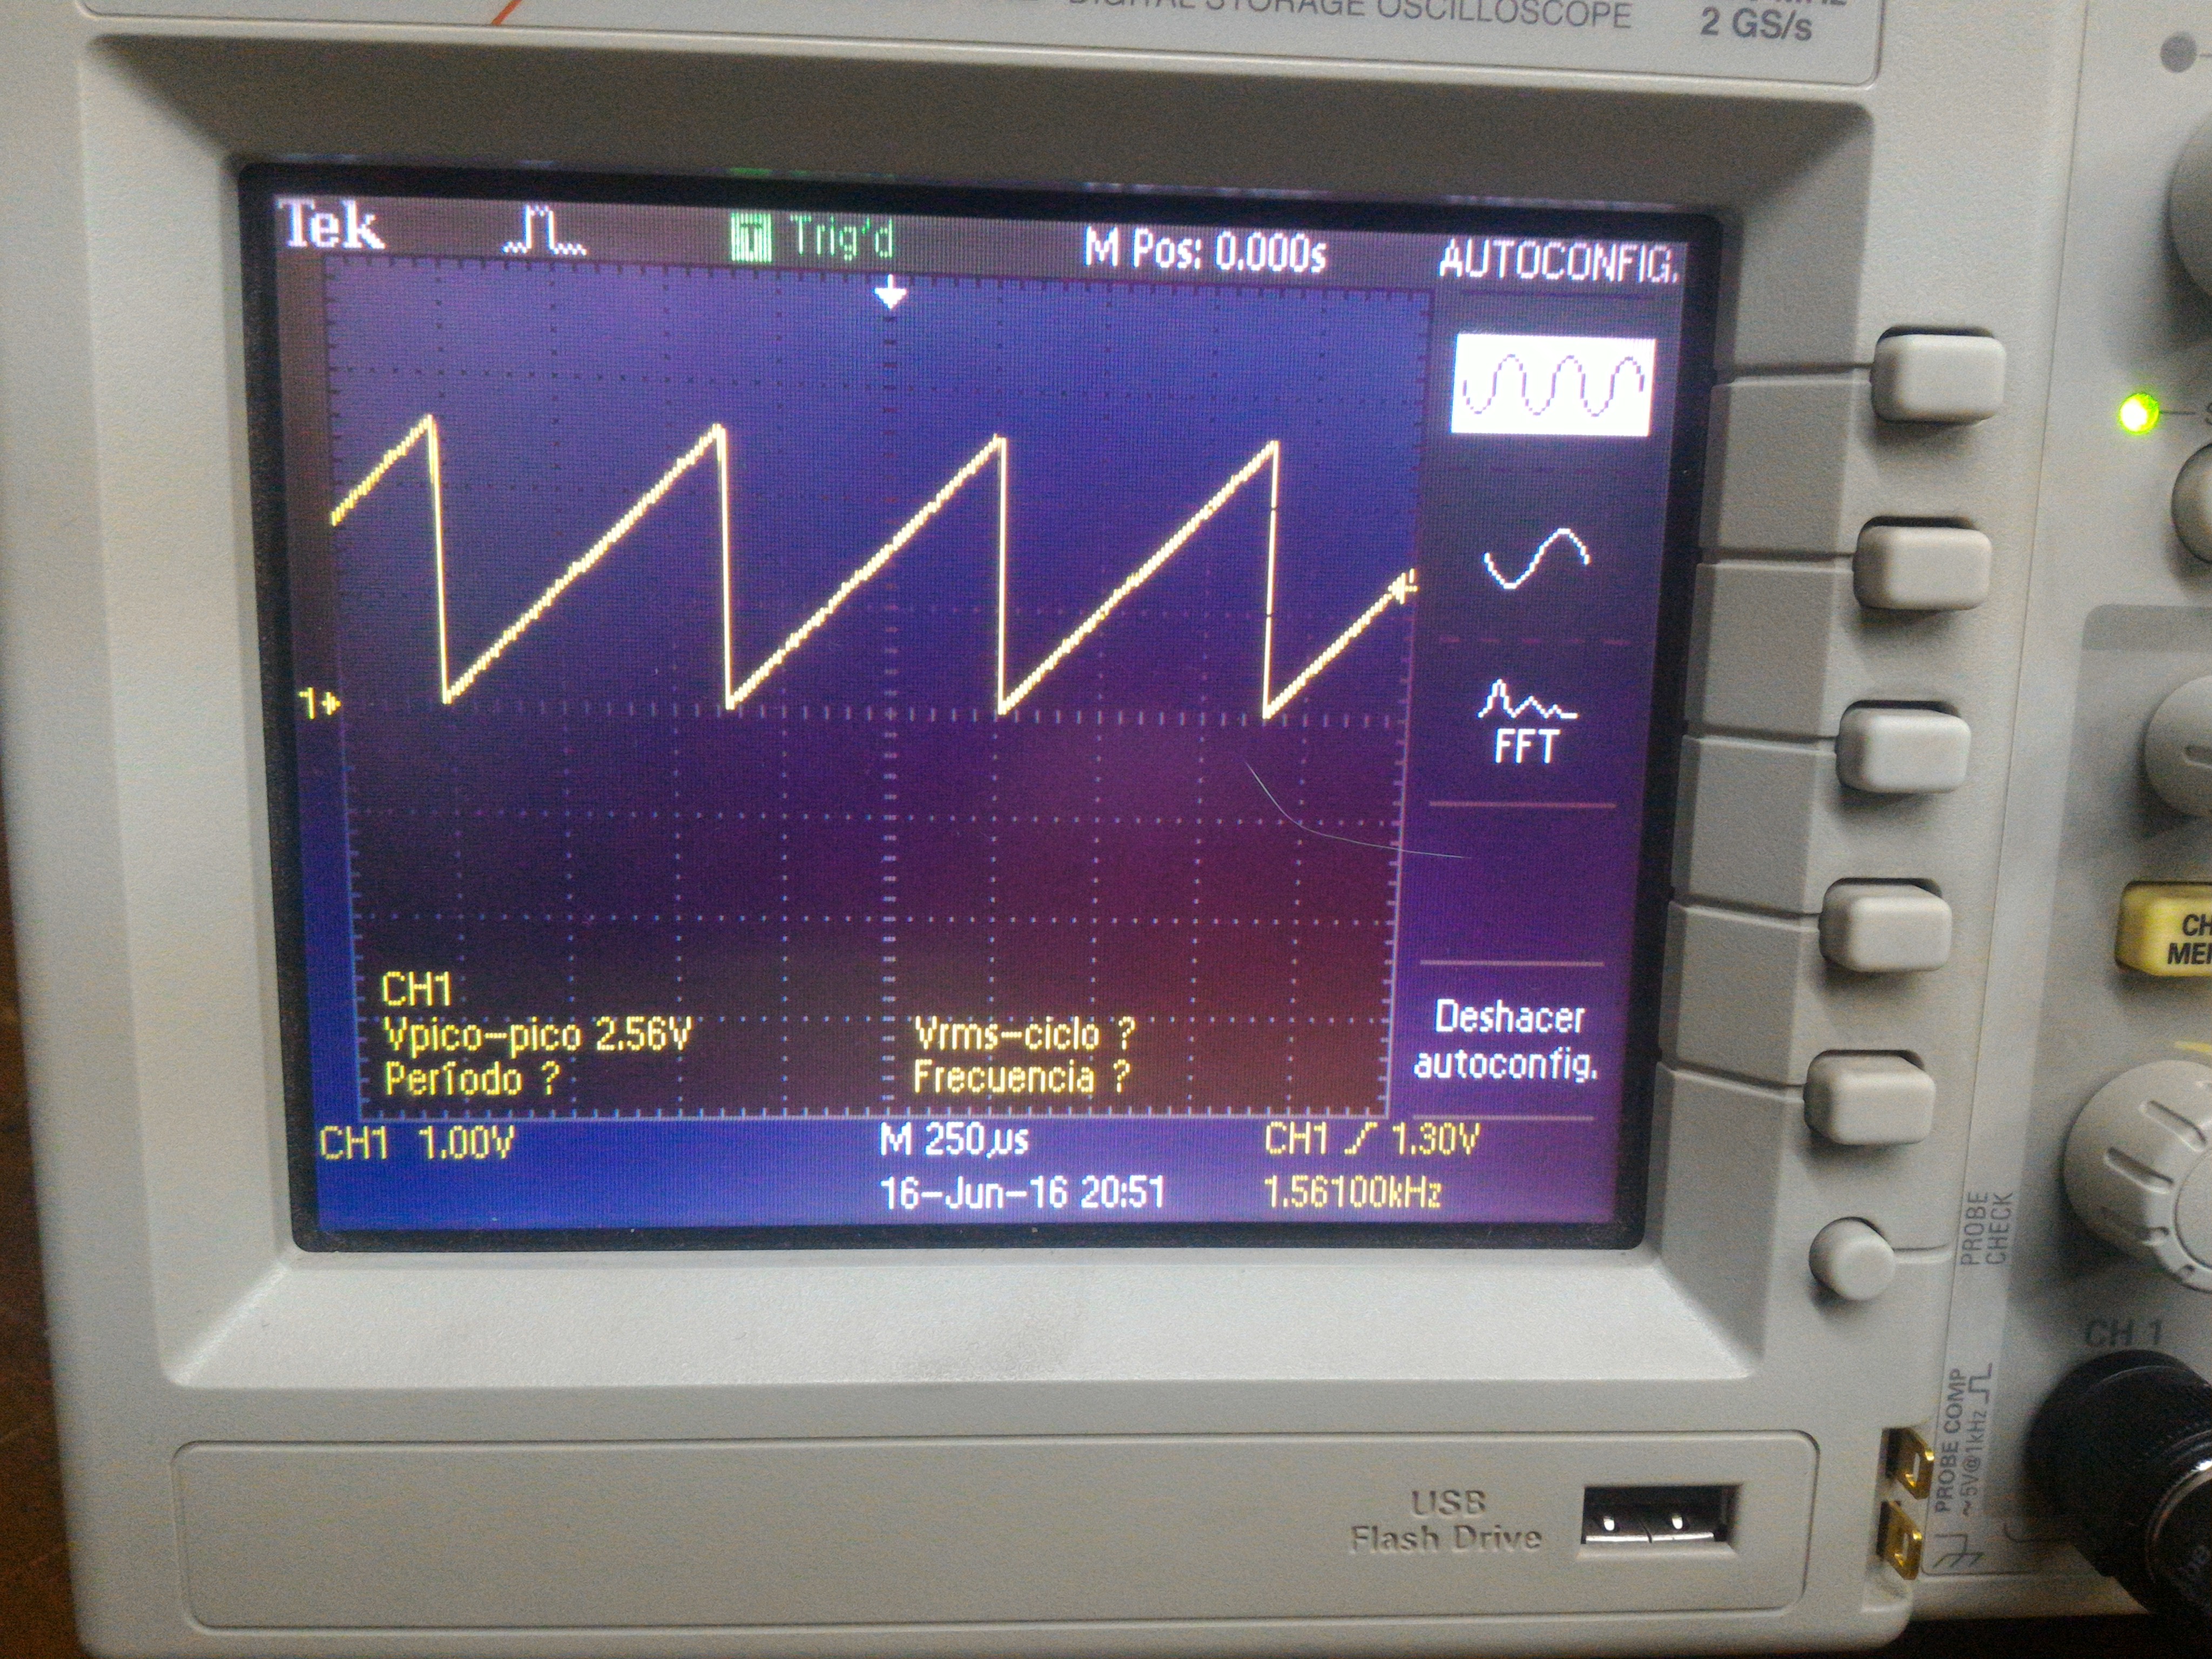 DIGITAL STORAGE OSCILLOSCOPE
2 GS/s
Tek
T Trig'd
M Pos: 0.000s
AUTOCONFIG.
1
FFT
CH1
Vpico-pico 2.56V
Vrms-ciclo ?
Período ?
Frecuencia ?
Deshacer
autoconfig.
CH1 1.00V
M 250µs
CH1 1.30V
16-Jun-16 20:51
1.56100kHz
PROBE
CHECK
CH 1
PROBE COMP
~5V@1kHz
USB
Flash Drive